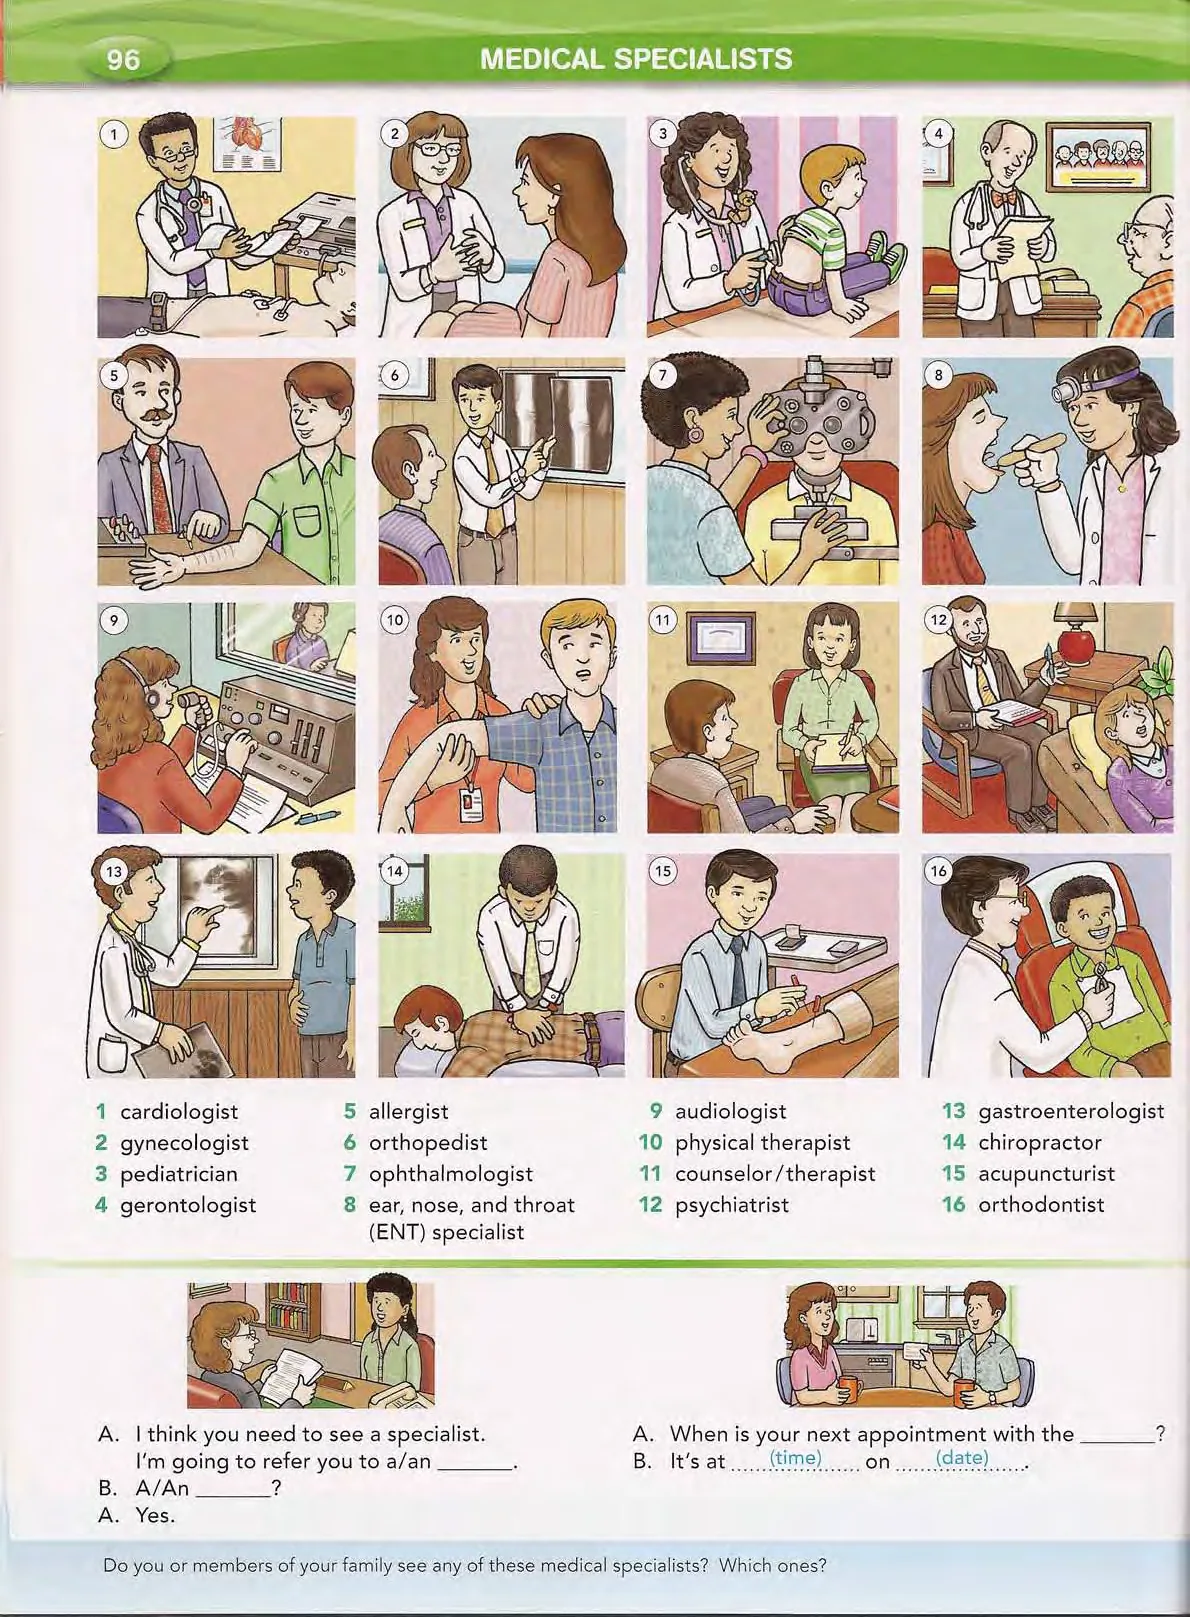 96
MEDICAL SPECIALISTS
1
2
3
4
5
6
7
8
9
10
11
12
13
14
15
16
1 cardiologist
2 gynecologist
3 pediatrician
4 gerontologist
5 allergist
6 orthopedist
7 ophthalmologist
8 ear, nose, and throat
(ENT) specialist
9 audiologist
10 physical therapist
11 counselor/therapist
12 psychiatrist
13 gastroenterologist
14 chiropractor
15 acupuncturist
16 orthodontist
A. I think you need to see a specialist.
I'm going to refer you to a/an ______.
B. A/An ______?
A. Yes.
A. When is your next appointment with the ______?
B. It's at ......(time)...... on ......(date)......
Do you or members of your family see any of these medical specialists? Which ones?